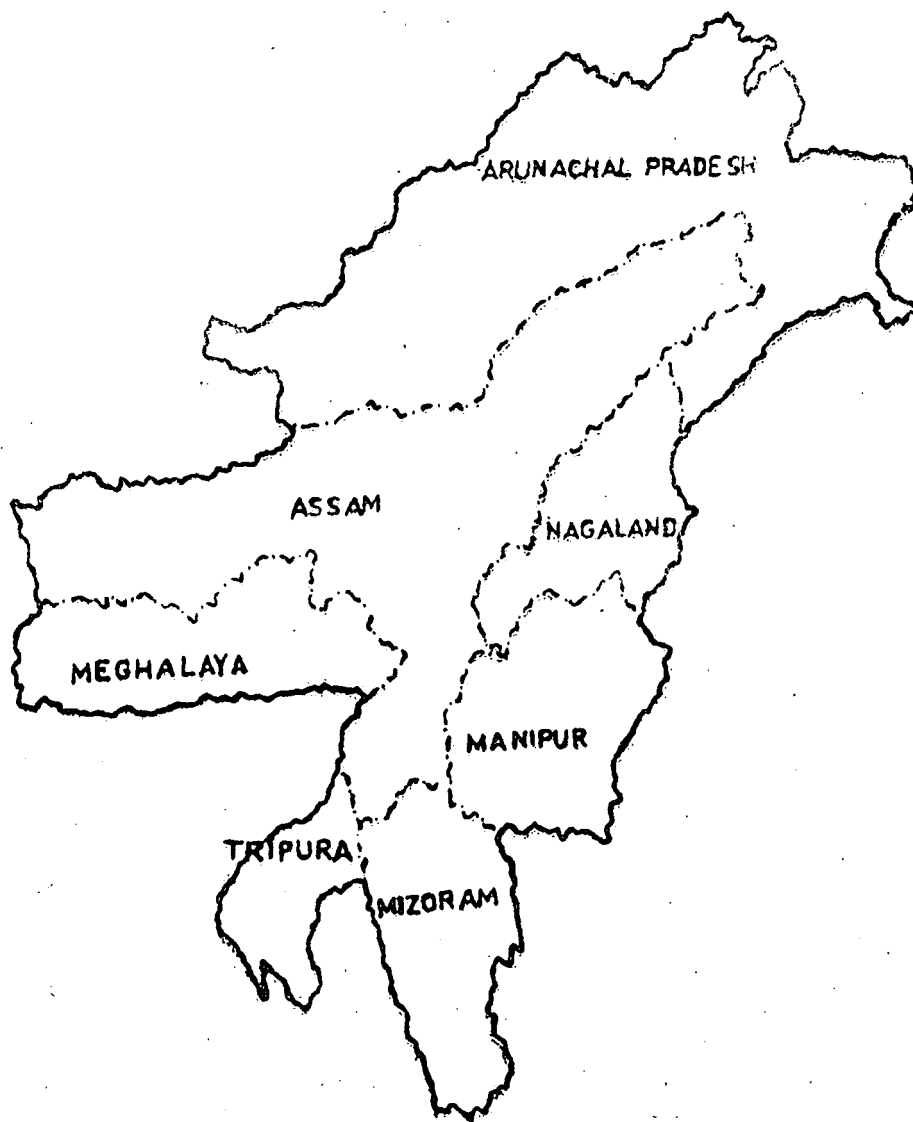 ARUNACHAL PRADESH
ASSAM
NAGALAND
MEGHALAYA
MANIPUR
TRIPURA
MIZORAM